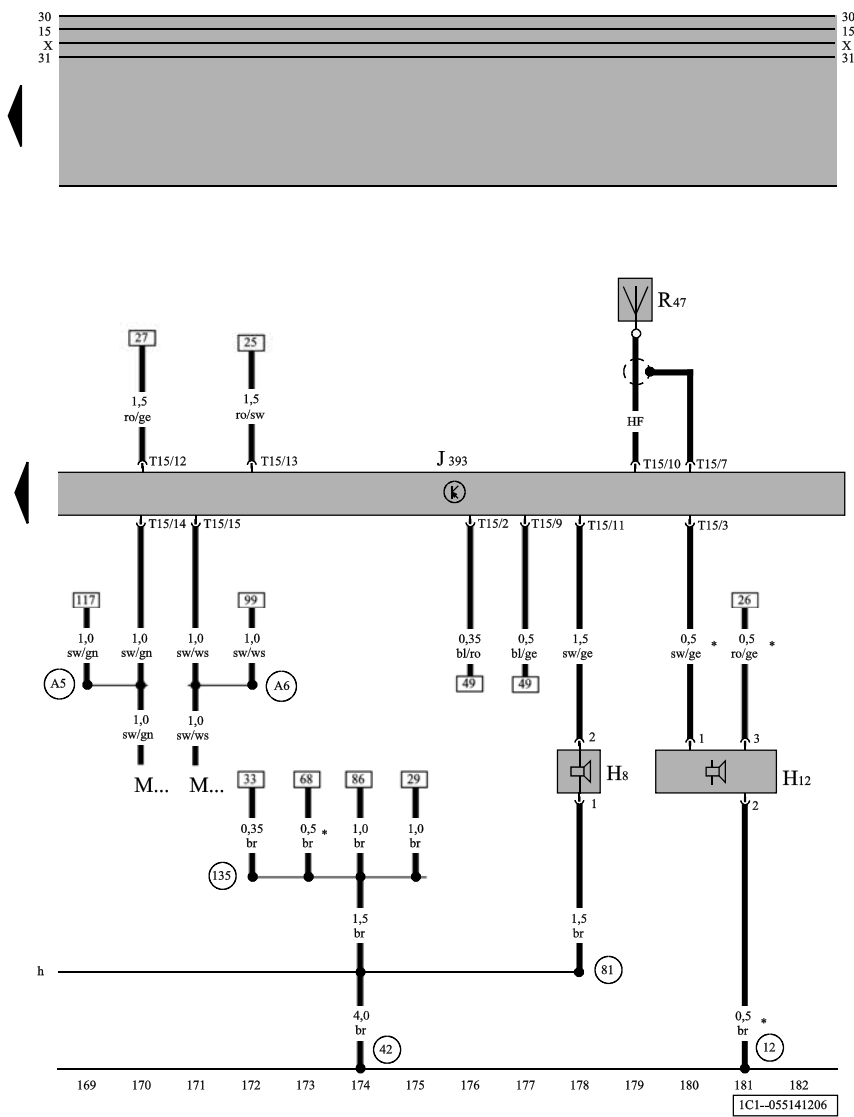 30 30
15 15
X X
31 31
R47
27 25
1,5 1,5
ro/ge ro/sw
HF
T15/12 T15/13 J 393 T15/10 T15/7
T15/14 T15/15 T15/2 T15/9 T15/11 T15/3
117 99 26
1,0 1,0 1,0 1,0 0,35 0,5 1,5 0,5 * 0,5 *
sw/gn sw/gn sw/ws sw/ws bl/ro bl/ge sw/ge sw/ge ro/ge
A5 A6 49 49
1,0 1,0
sw/gn sw/ws
2 1 3
M... M... 33 68 86 29 H8 H12
1 2
0,35 0,5 * 1,0 1,0
br br br br
135
1,5 1,5
br br
h 81
4,0 0,5 *
br br
42 12
169 170 171 172 173 174 175 176 177 178 179 180 181 182
1C1--055141206